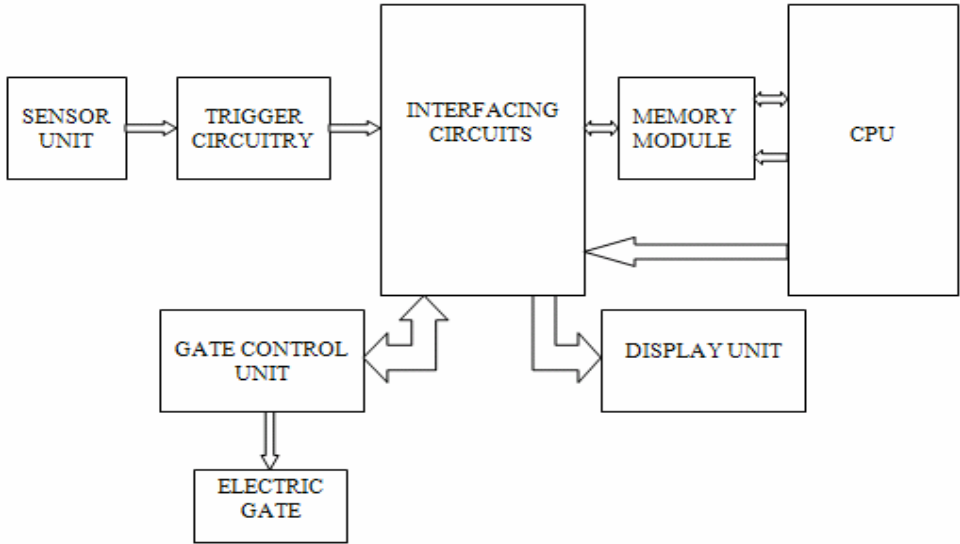 SENSOR
UNIT
TRIGGER
CIRCUITRY
INTERFACING
CIRCUITS
MEMORY
MODULE
CPU
GATE CONTROL
UNIT
DISPLAY UNIT
ELECTRIC
GATE